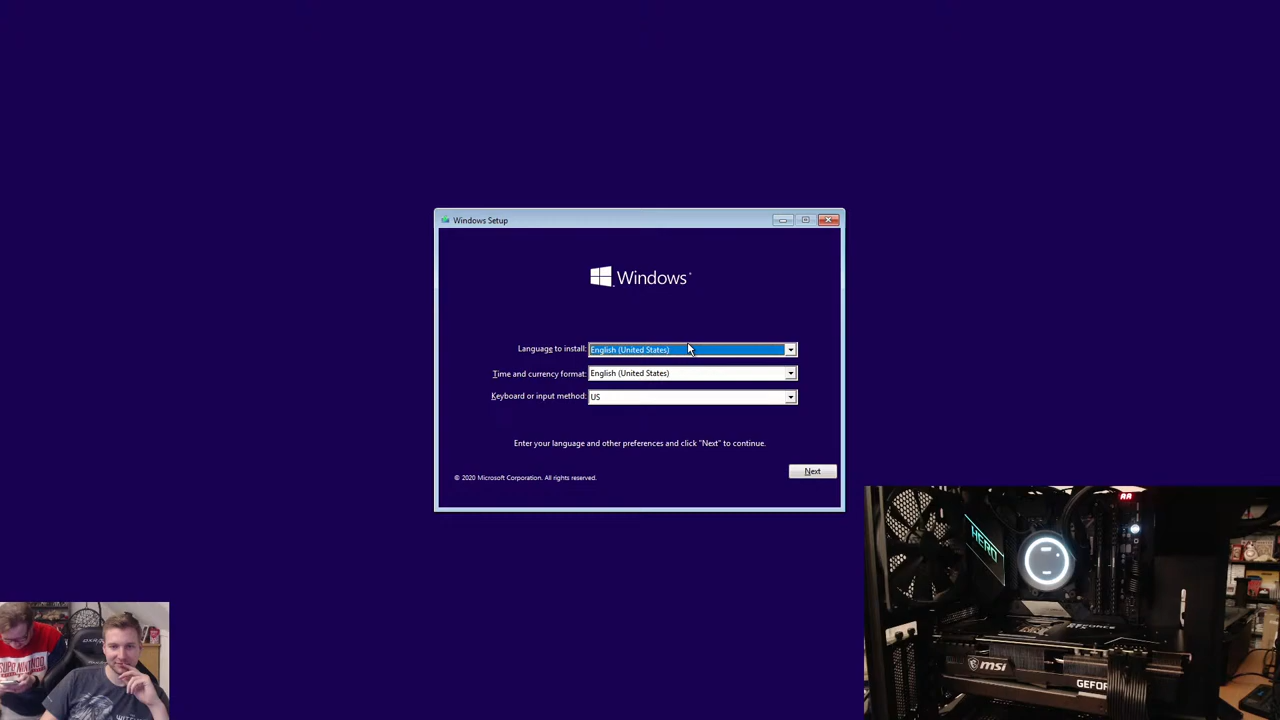 Windows Setup
Windows
Language to install: English (United States)
Time and currency format: English (United States)
Keyboard or input method: US
Enter your language and other preferences and click "Next" to continue.
Next
© 2020 Microsoft Corporation. All rights reserved.
AA
HERO
msi
GEFOR